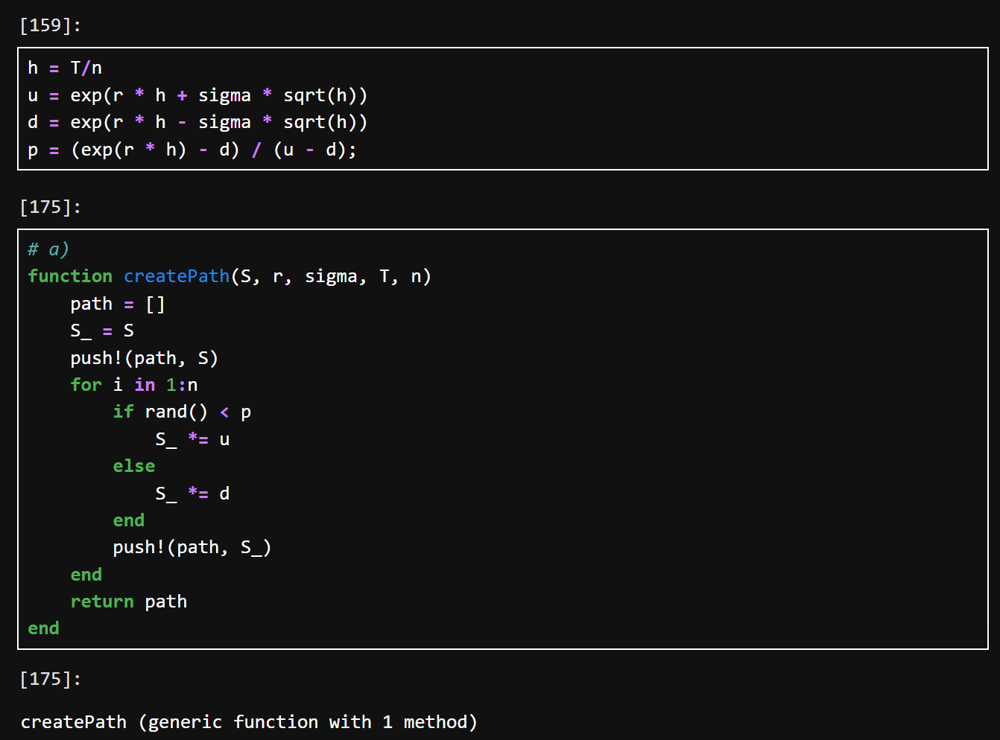 [159]:
h = T/n
u = exp(r * h + sigma * sqrt(h))
d = exp(r * h - sigma * sqrt(h))
p = (exp(r * h) - d) / (u - d);
[175]:
# a)
function createPath(S, r, sigma, T, n)
    path = []
    S_ = S
    push!(path, S)
    for i in 1:n
        if rand() < p
            S_ *= u
        else
            S_ *= d
        end
        push!(path, S_)
    end
    return path
end
[175]:
createPath (generic function with 1 method)